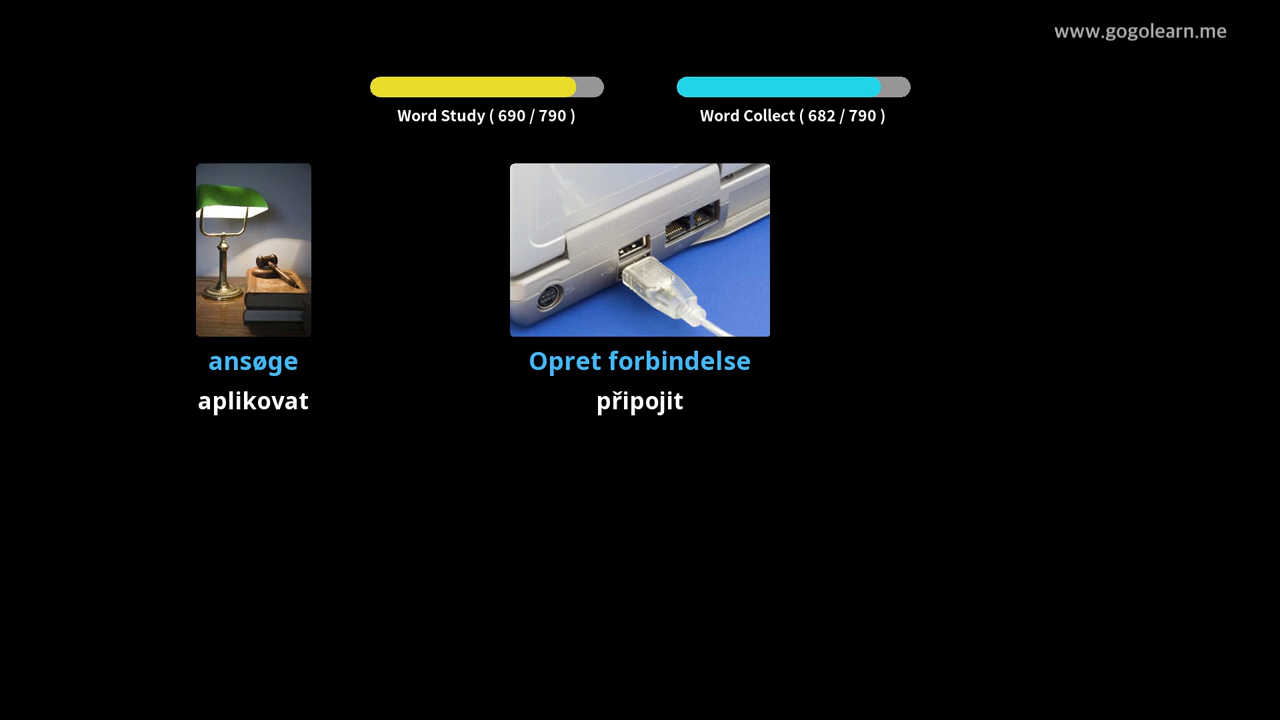 www.gogolearn.me
Word Study ( 690 / 790 )
Word Collect ( 682 / 790 )
ansøge
aplikovat
Opret forbindelse
připojit